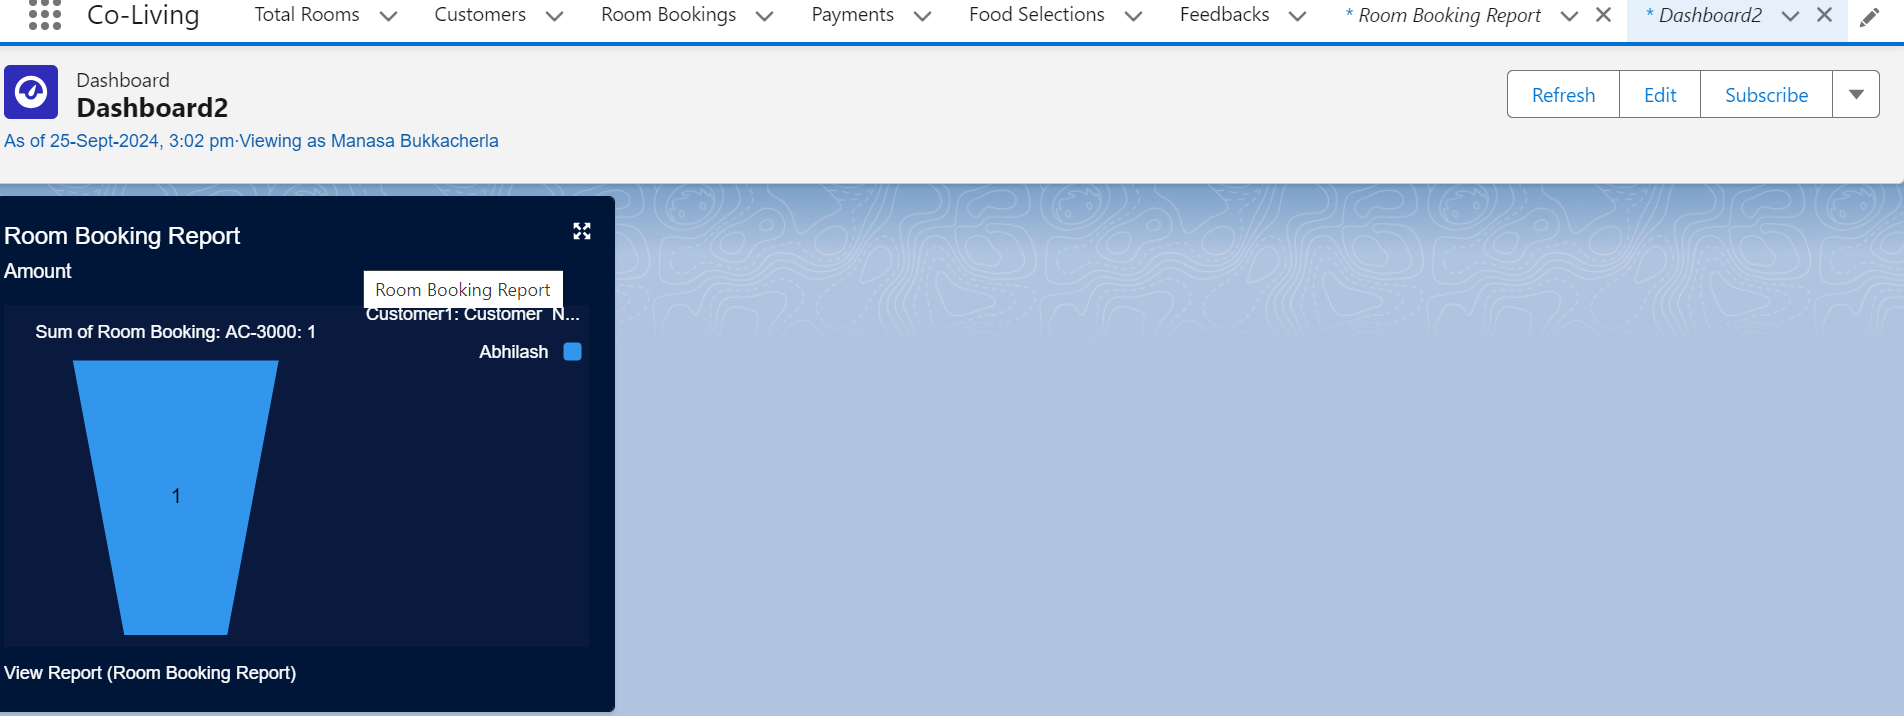 Co-Living
Total Rooms
Customers
Room Bookings
Payments
Food Selections
Feedbacks
* Room Booking Report
* Dashboard2
Dashboard
Dashboard2
As of 25-Sept-2024, 3:02 pm·Viewing as Manasa Bukkacherla
Refresh
Edit
Subscribe
Room Booking Report
Amount
Room Booking Report
Customer1: Customer N...
Sum of Room Booking: AC-3000: 1
Abhilash
1
View Report (Room Booking Report)